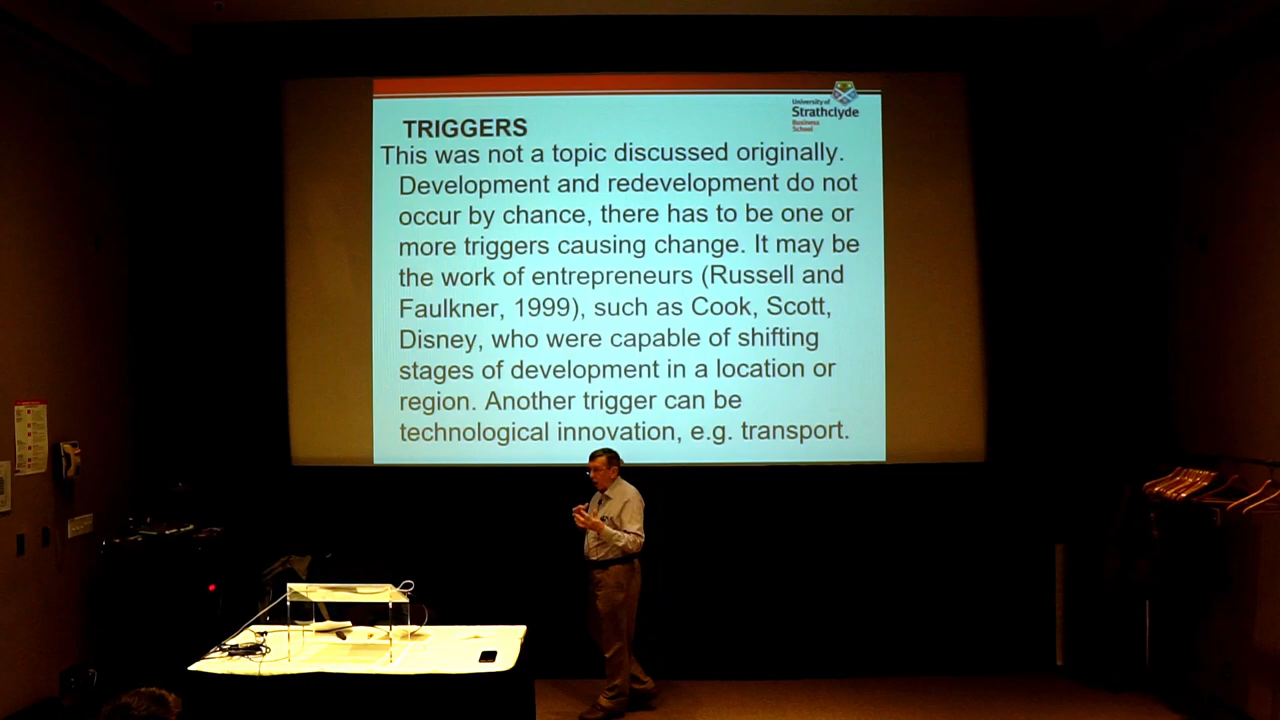 University of
Strathclyde
Business
School
TRIGGERS
This was not a topic discussed originally.
Development and redevelopment do not
occur by chance, there has to be one or
more triggers causing change. It may be
the work of entrepreneurs (Russell and
Faulkner, 1999), such as Cook, Scott,
Disney, who were capable of shifting
stages of development in a location or
region. Another trigger can be
technological innovation, e.g. transport.